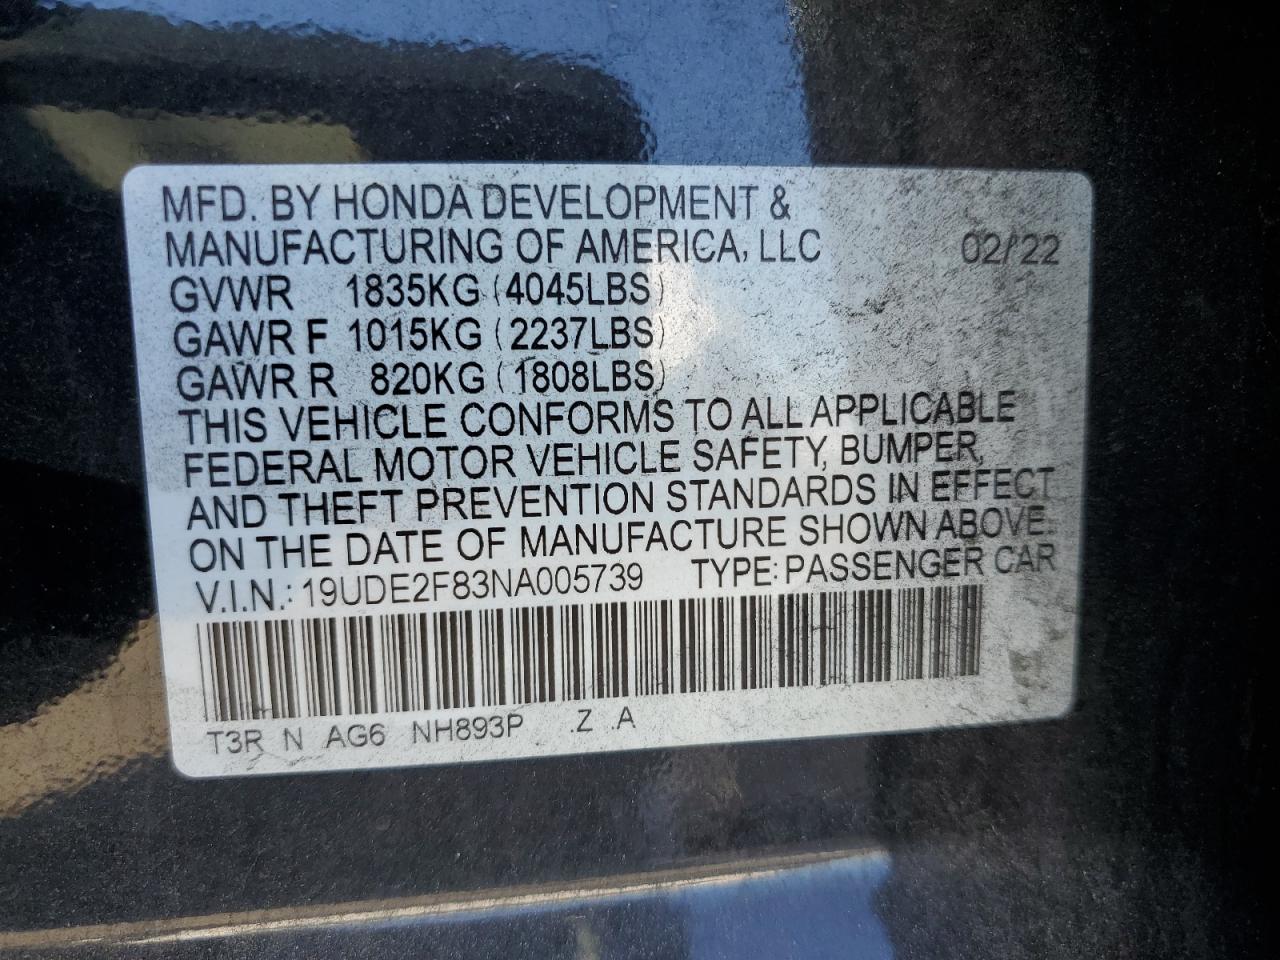 MFD. BY HONDA DEVELOPMENT &
MANUFACTURING OF AMERICA, LLC 02/22
GVWR 1835KG (4045LBS)
GAWR F 1015KG (2237LBS)
GAWR R 820KG (1808LBS)
THIS VEHICLE CONFORMS TO ALL APPLICABLE
FEDERAL MOTOR VEHICLE SAFETY, BUMPER,
AND THEFT PREVENTION STANDARDS IN EFFECT
ON THE DATE OF MANUFACTURE SHOWN ABOVE.
V.I.N.: 19UDE2F83NA005739 TYPE: PASSENGER CAR
T3R N AG6 NH893P .Z .A